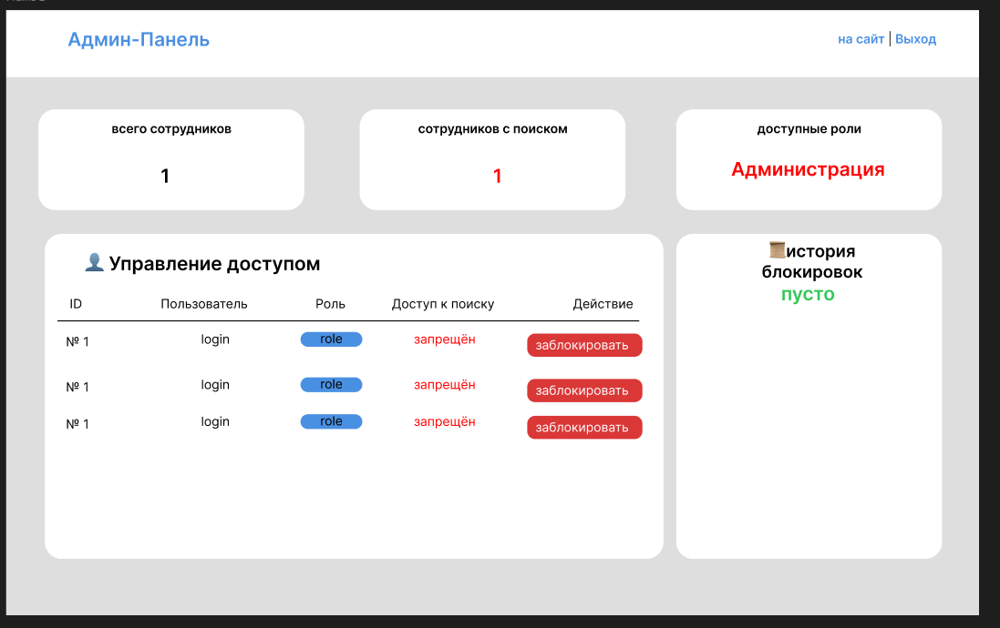 Админ-Панель
на сайт | Выход
всего сотрудников
1
сотрудников с поиском
1
доступные роли
Администрация
Управление доступом
ID Пользователь Роль Доступ к поиску Действие
№ 1 login role запрещён заблокировать
№ 1 login role запрещён заблокировать
№ 1 login role запрещён заблокировать
история
блокировок
пусто